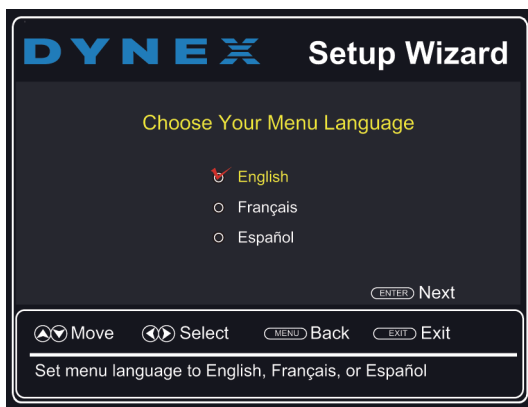 DYNEX Setup Wizard
Choose Your Menu Language
English
Français
Español
ENTER Next
Move Select MENU Back EXIT Exit
Set menu language to English, Français, or Español